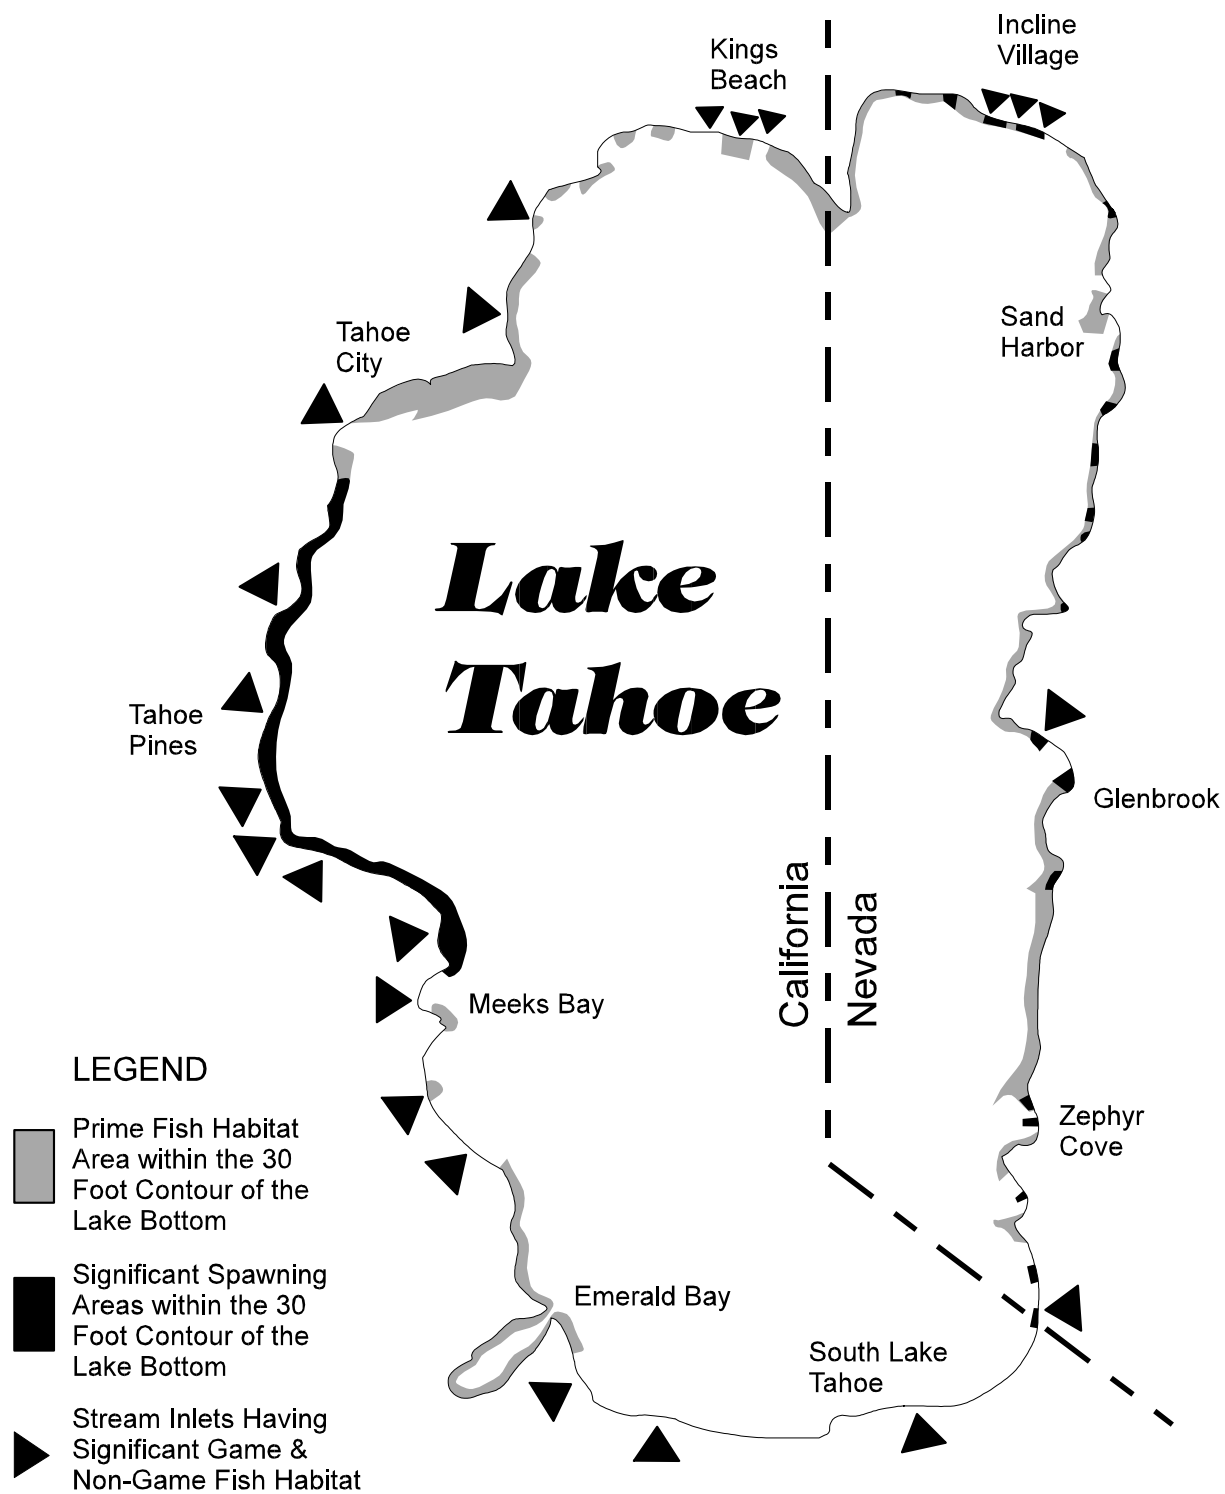 Incline
Village
Kings
Beach
Sand
Harbor
Tahoe
City
Lake
Tahoe
Tahoe
Pines
Glenbrook
California
Nevada
Meeks Bay
Zephyr
Cove
Emerald Bay
South Lake
Tahoe
LEGEND
Prime Fish Habitat
Area within the 30
Foot Contour of the
Lake Bottom
Significant Spawning
Areas within the 30
Foot Contour of the
Lake Bottom
Stream Inlets Having
Significant Game &
Non-Game Fish Habitat